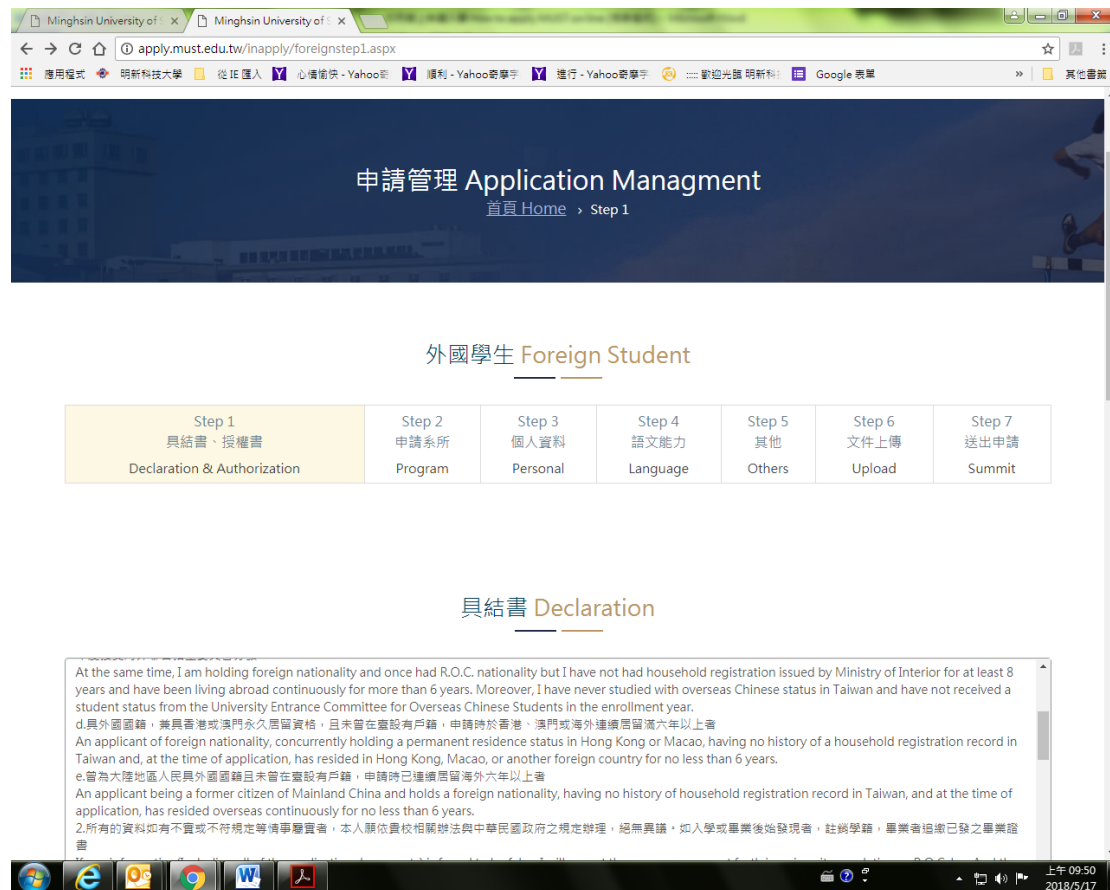 Minghsin University of S
Minghsin University of S
apply.must.edu.tw/inapply/foreignstep1.aspx
應用程式 明新科技大學 從 IE 匯入 心情愉快 - Yahoo奇 順利 - Yahoo奇摩字 進行 - Yahoo奇摩字 ::::: 歡迎光臨 明新科 Google 表單 » 其他書籤
申請管理 Application Managment
首頁 Home › Step 1
外國學生 Foreign Student
Step 1 Step 2 Step 3 Step 4 Step 5 Step 6 Step 7
具結書、授權書 申請系所 個人資料 語文能力 其他 文件上傳 送出申請
Declaration & Authorization Program Personal Language Others Upload Summit
具結書 Declaration
At the same time, I am holding foreign nationality and once had R.O.C. nationality but I have not had household registration issued by Ministry of Interior for at least 8
years and have been living abroad continuously for more than 6 years. Moreover, I have never studied with overseas Chinese status in Taiwan and have not received a
student status from the University Entrance Committee for Overseas Chinese Students in the enrollment year.
d.具外國國籍，兼具香港或澳門永久居留資格，且未曾在臺設有戶籍，申請時於香港、澳門或海外連續居留滿六年以上者
An applicant of foreign nationality, concurrently holding a permanent residence status in Hong Kong or Macao, having no history of a household registration record in
Taiwan and, at the time of application, has resided in Hong Kong, Macao, or another foreign country for no less than 6 years.
e.曾為大陸地區人民具外國國籍且未曾在臺設有戶籍，申請時已連續居留海外六年以上者
An applicant being a former citizen of Mainland China and holds a foreign nationality, having no history of household registration record in Taiwan, and at the time of
application, has resided overseas continuously for no less than 6 years.
2.所有的資料如有不實或不符規定等情事屬實者，本人願依貴校相關辦法與中華民國政府之規定辦理，絕無異議。如入學或畢業後始發現者，註銷學籍，畢業者追繳已發之畢業證
書
上午 09:50
2018/5/17